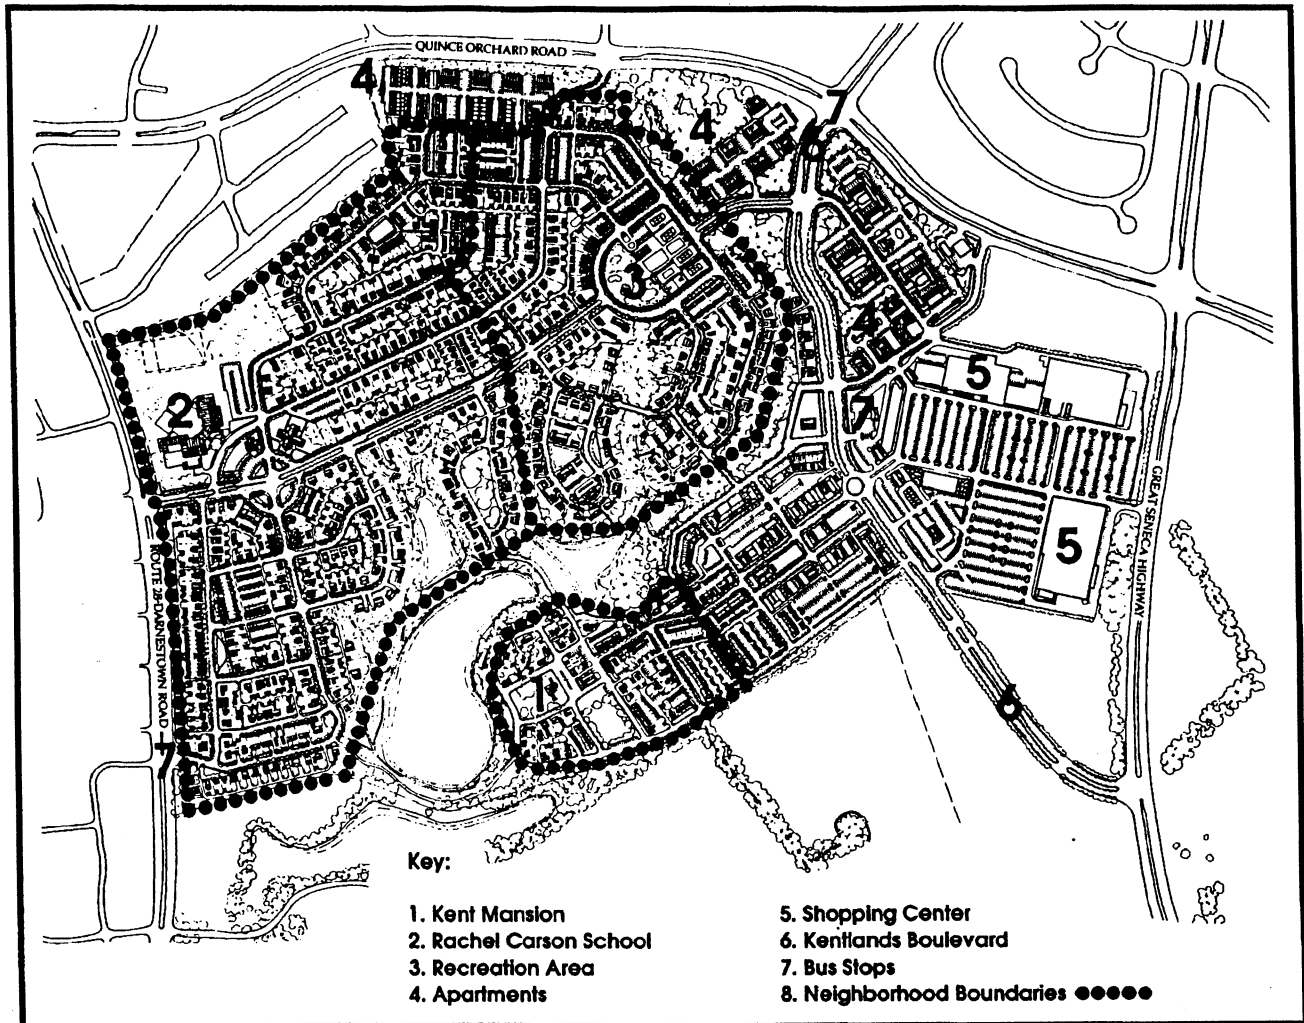 QUINCE ORCHARD ROAD
4
7
4
6
3
4
5
2
7
GREAT SENECA HIGHWAY
5
ROUTE 28-DARNESTOWN ROAD
1
6
7
Key:
1. Kent Mansion
2. Rachel Carson School
3. Recreation Area
4. Apartments
5. Shopping Center
6. Kentlands Boulevard
7. Bus Stops
8. Neighborhood Boundaries